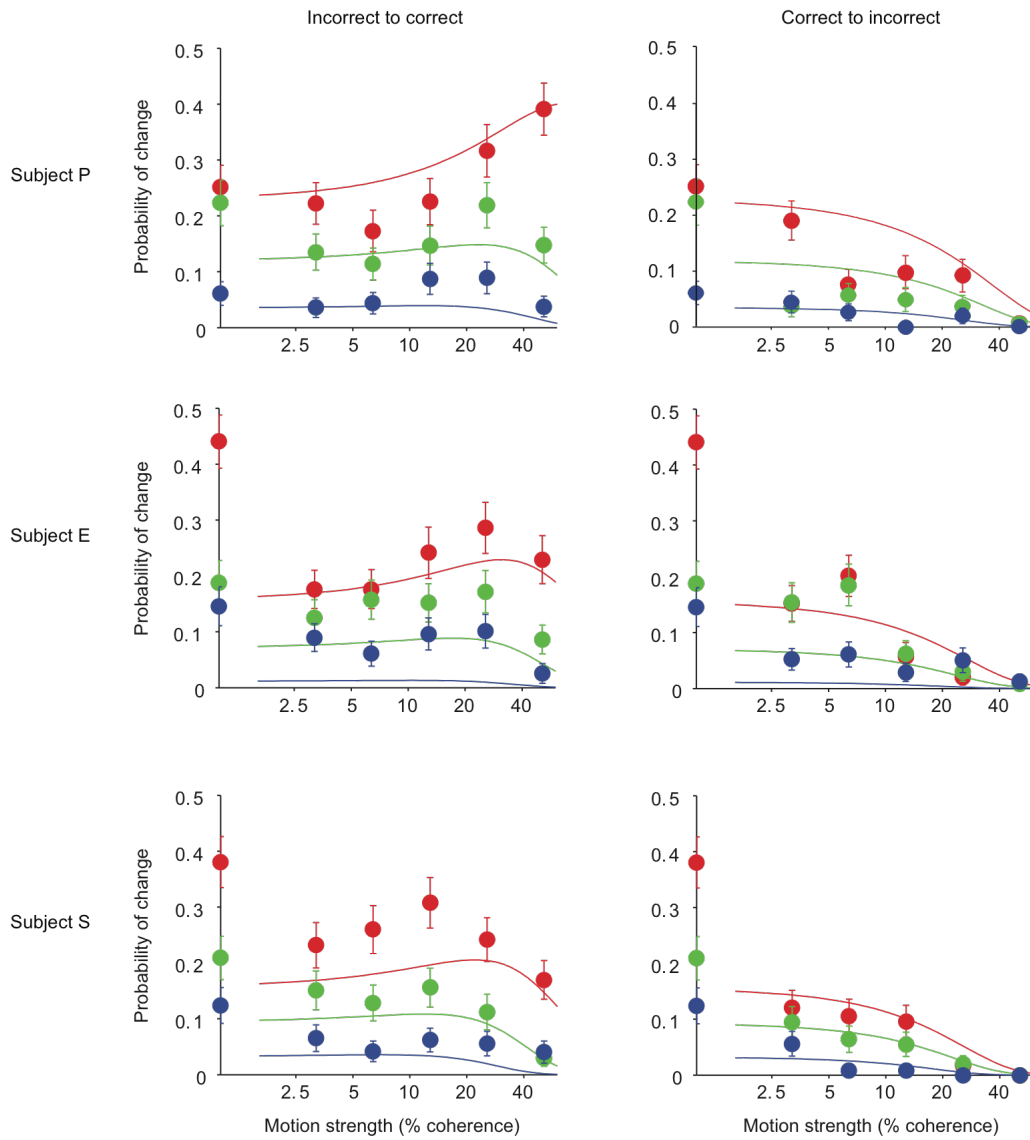 Incorrect to correct
Correct to incorrect
Subject P
Probability of change
0.5
0.4
0.3
0.2
0.1
0
2.5 5 10 20 40
0.5
0.4
0.3
0.2
0.1
0
2.5 5 10 20 40
Subject E
Probability of change
0.5
0.4
0.3
0.2
0.1
0
2.5 5 10 20 40
0.5
0.4
0.3
0.2
0.1
0
2.5 5 10 20 40
Subject S
Probability of change
0.5
0.4
0.3
0.2
0.1
0
2.5 5 10 20 40
Motion strength (% coherence)
0.5
0.4
0.3
0.2
0.1
0
2.5 5 10 20 40
Motion strength (% coherence)